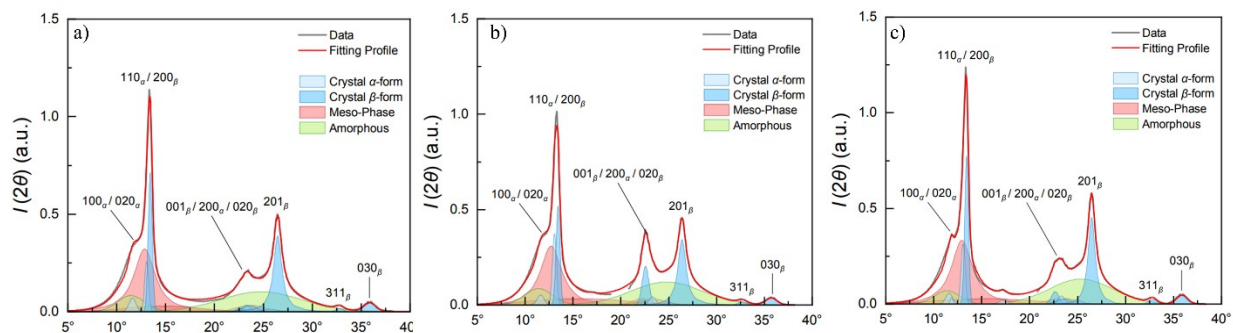 a)
1.5
1.0
0.5
0.0
I (2θ) (a.u.)
Data
Fitting Profile
Crystal α-form
Crystal β-form
Meso-Phase
Amorphous
110α / 200β
100α / 020α
001β / 200α / 020β
201β
311β
030β
5
10
15
20
25
30
35
40
b)
1.5
1.0
0.5
0.0
I (2θ) (a.u.)
Data
Fitting Profile
Crystal α-form
Crystal β-form
Meso-Phase
Amorphous
110α / 200β
100α / 020α
001β / 200α / 020β
201β
311β
030β
5
10
15
20
25
30
35
40
c)
1.5
1.0
0.5
0.0
I (2θ) (a.u.)
Data
Fitting Profile
Crystal α-form
Crystal β-form
Meso-Phase
Amorphous
110α / 200β
100α / 020α
001β / 200α / 020β
201β
311β
030β
5
10
15
20
25
30
35
40